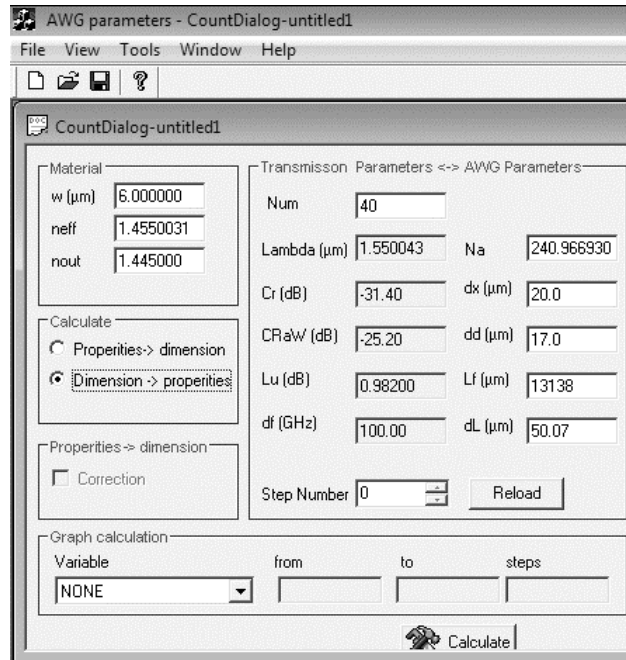 AWG parameters - CountDialog-untitled1
File View Tools Window Help
DOC CountDialog-untitled1
Material
w (µm) 6.000000
neff 1.4550031
nout 1.445000
Calculate
Properities-> dimension
Dimension -> properities
Properities-> dimension
Correction
Transmisson Parameters <-> AWG Parameters
Num 40
Lambda (µm) 1.550043 Na 240.966930
Cr (dB) -31.40 dx (µm) 20.0
CRaW (dB) -25.20 dd (µm) 17.0
Lu (dB) 0.98200 Lf (µm) 13138
df (GHz) 100.00 dL (µm) 50.07
Step Number 0 Reload
Graph calculation
Variable from to steps
NONE
Calculate